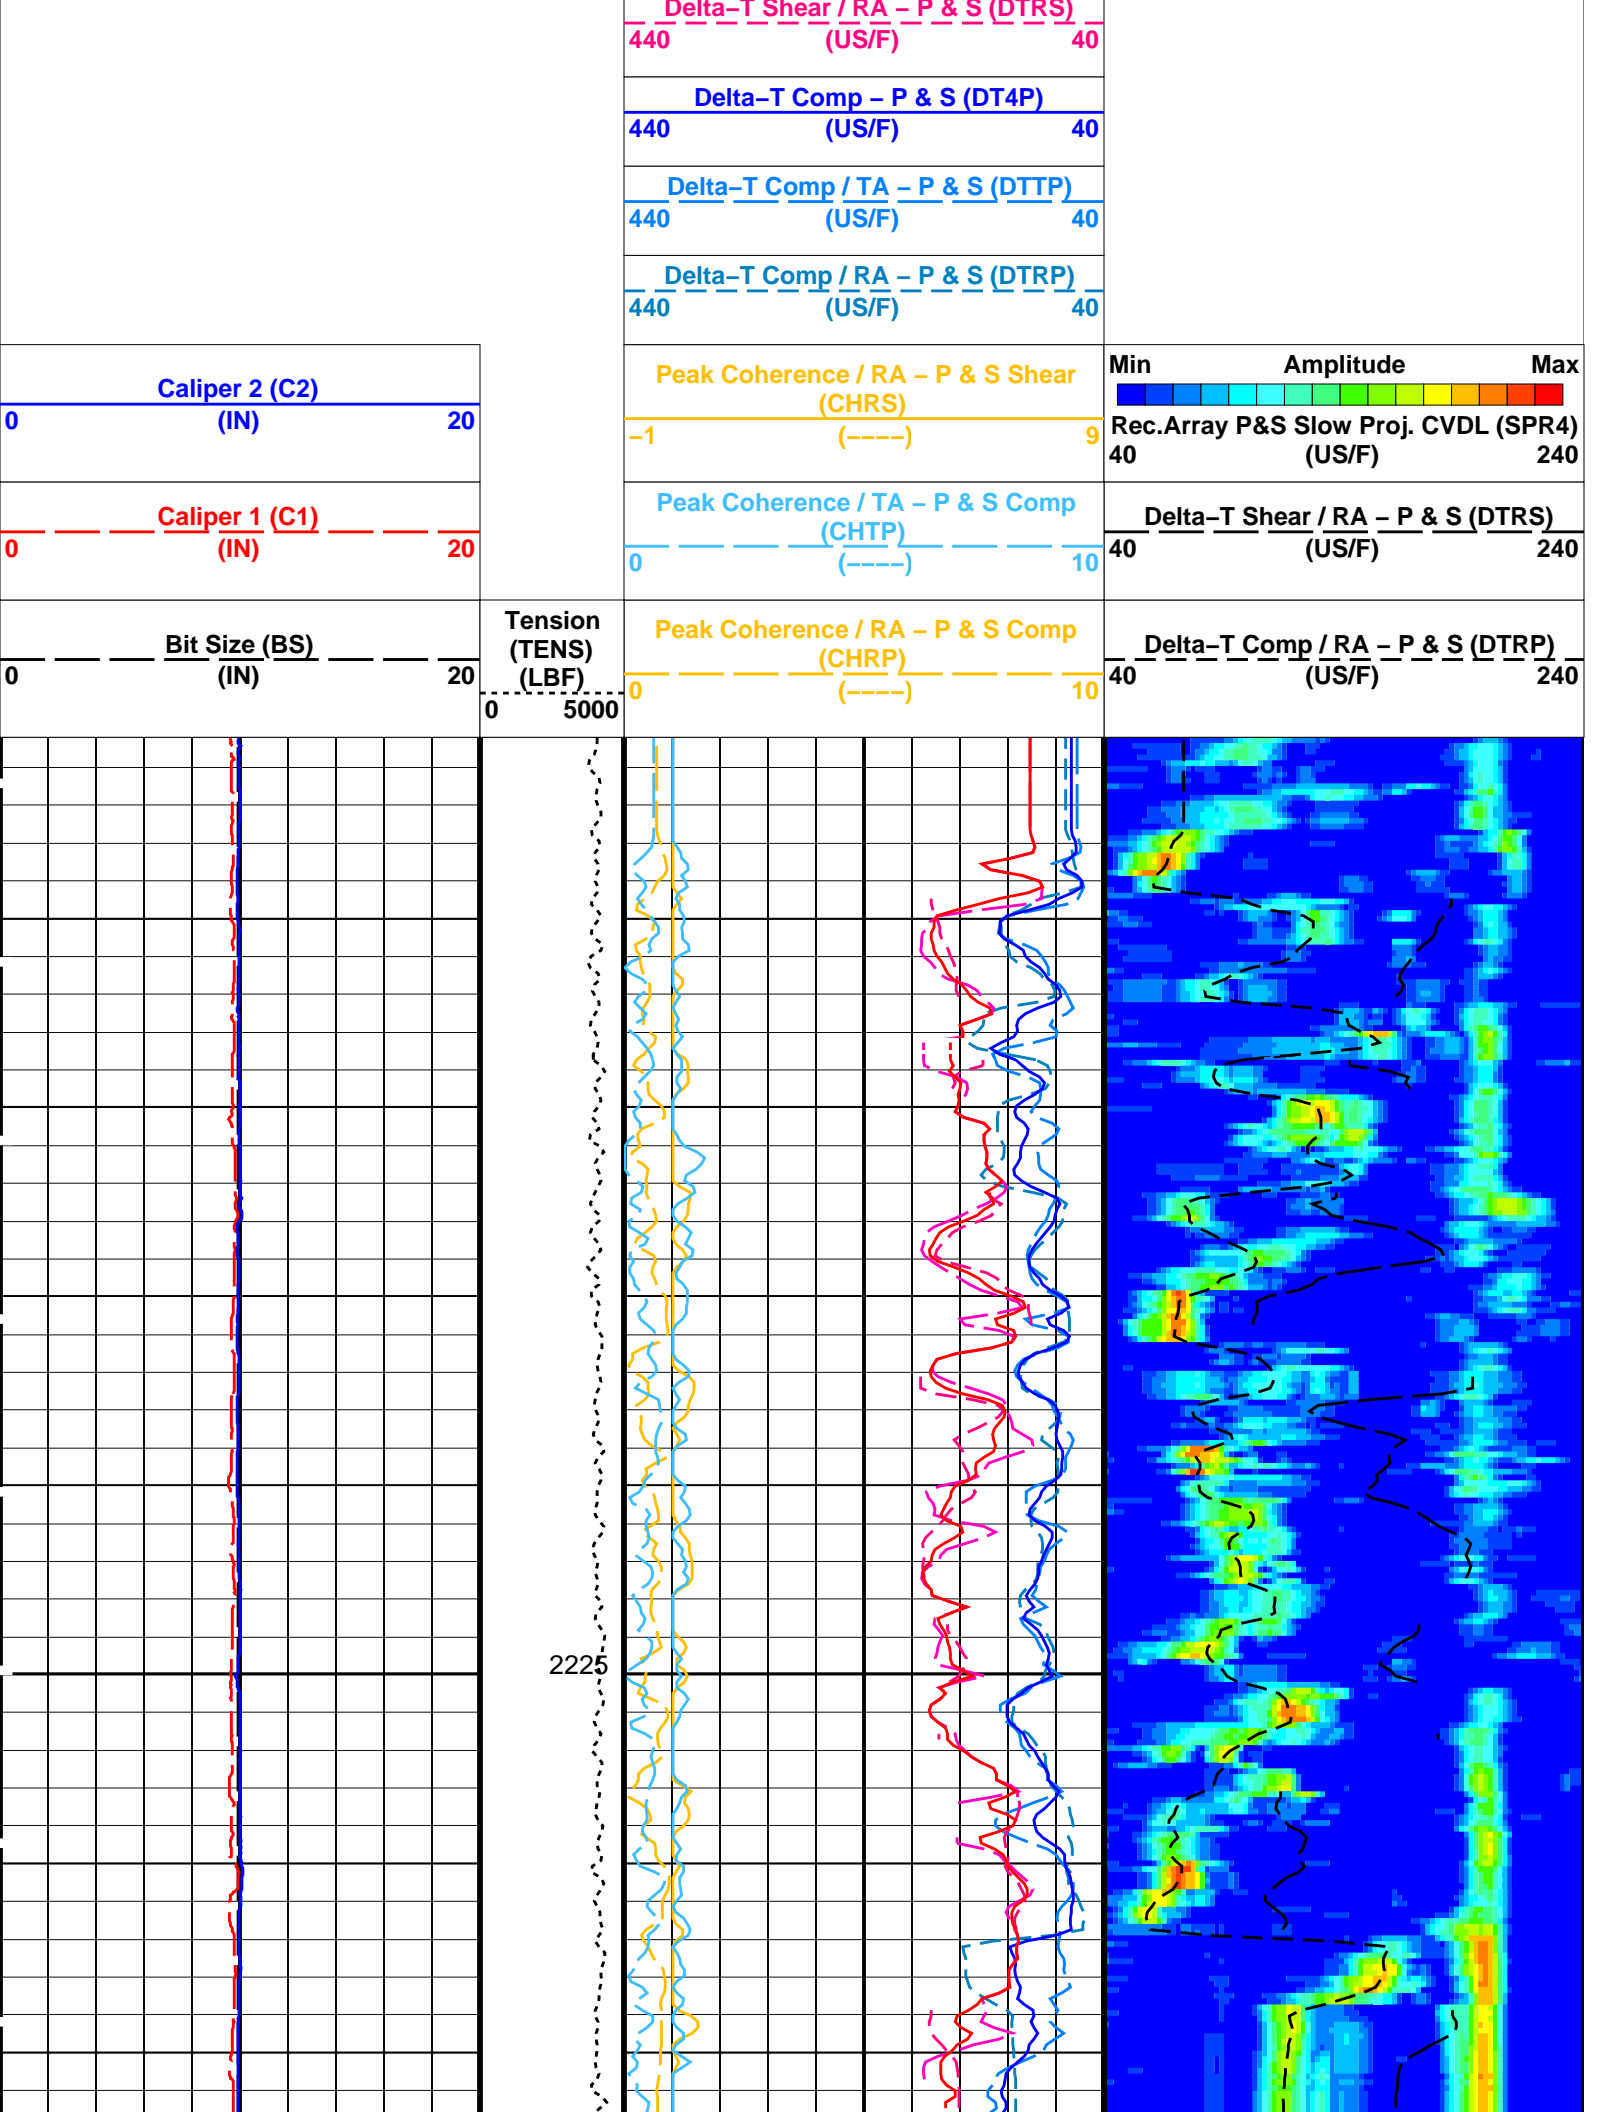 Delta–T Shear / RA – P & S (DTRS)
440 (US/F) 40
Delta–T Comp – P & S (DT4P)
440 (US/F) 40
Delta–T Comp / TA – P & S (DTTP)
440 (US/F) 40
Delta–T Comp / RA – P & S (DTRP)
440 (US/F) 40
Caliper 2 (C2)
0 (IN) 20
Caliper 1 (C1)
0 (IN) 20
Bit Size (BS)
0 (IN) 20
Tension
(TENS)
(LBF)
0 5000
Peak Coherence / RA – P & S Shear
(CHRS)
–1 (––––) 9
Peak Coherence / TA – P & S Comp
(CHTP)
0 (––––) 10
Peak Coherence / RA – P & S Comp
(CHRP)
0 (––––) 10
Min Amplitude Max
Rec.Array P&S Slow Proj. CVDL (SPR4)
40 (US/F) 240
Delta–T Shear / RA – P & S (DTRS)
40 (US/F) 240
Delta–T Comp / RA – P & S (DTRP)
40 (US/F) 240
2225